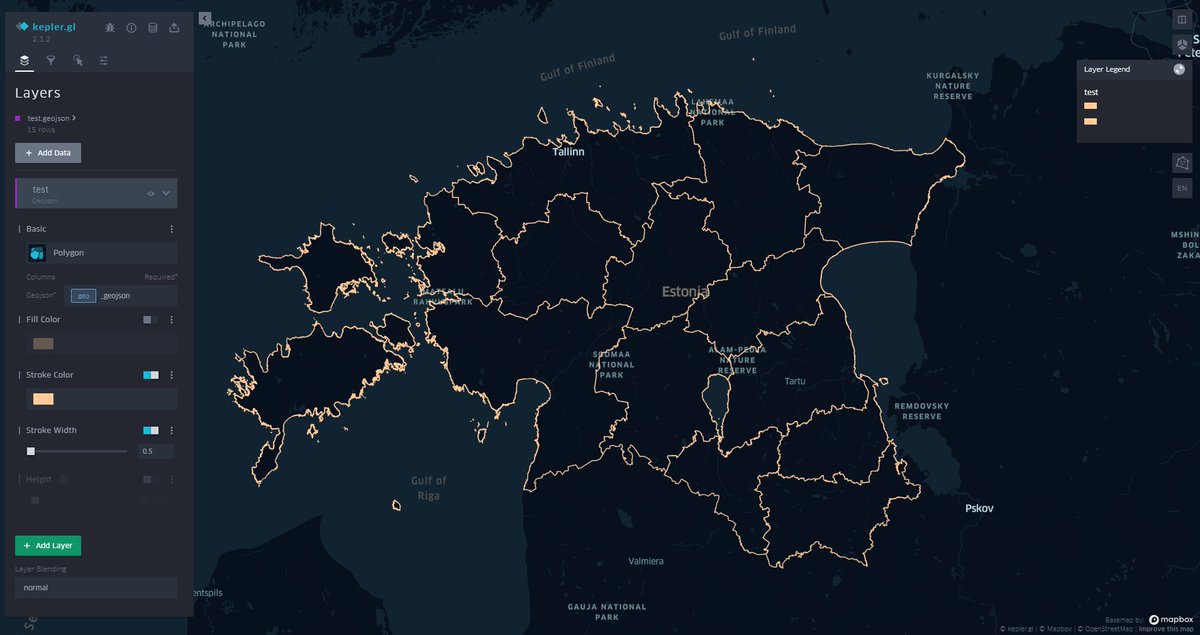 kepler.gl
2.3.2
Layers
test.geojson
15 rows
+ Add Data
test
Geojson
Basic
Polygon
Columns
Required*
Geojson*
geo
_geojson
Fill Color
Stroke Color
Stroke Width
0.5
Height
+ Add Layer
Layer Blending
normal
ARCHIPELAGO
NATIONAL
PARK
Gulf of Finland
Gulf of Finland
KURGALSKY
NATURE
RESERVE
LAHEMAA
NATIONAL
PARK
Tallinn
MATSALU
RAHVUSPARK
Estonia
SOOMAA
NATIONAL
PARK
ALAM-PEDJA
NATURE
RESERVE
Tartu
REMDOVSKY
RESERVE
Gulf of
Riga
Pskov
Valmiera
entspils
GAUJA NATIONAL
PARK
MSHIN
BOL
ZAKA
Layer Legend
test
EN
Basemap by:
mapbox
© kepler.gl | © Mapbox | © OpenStreetMap | Improve this map